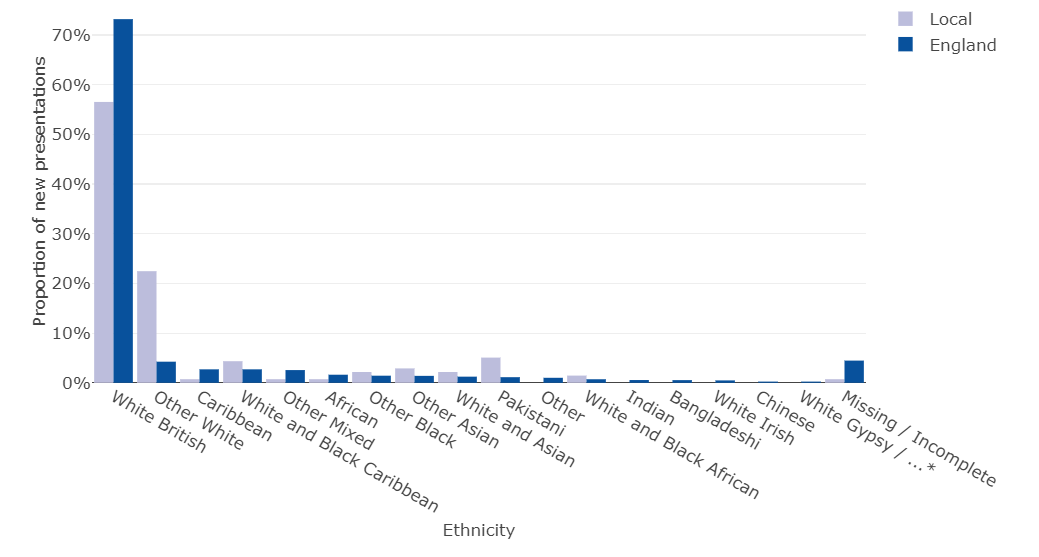 Local
England
Proportion of new presentations
70%
60%
50%
40%
30%
20%
10%
0%
White British
Other White
Caribbean
White and Black Caribbean
Other Mixed
African
Other Black
Other Asian
White and Asian
Pakistani
Other
White and Black African
Indian
Bangladeshi
White Irish
Chinese
White Gypsy / ...*
Missing / Incomplete
Ethnicity